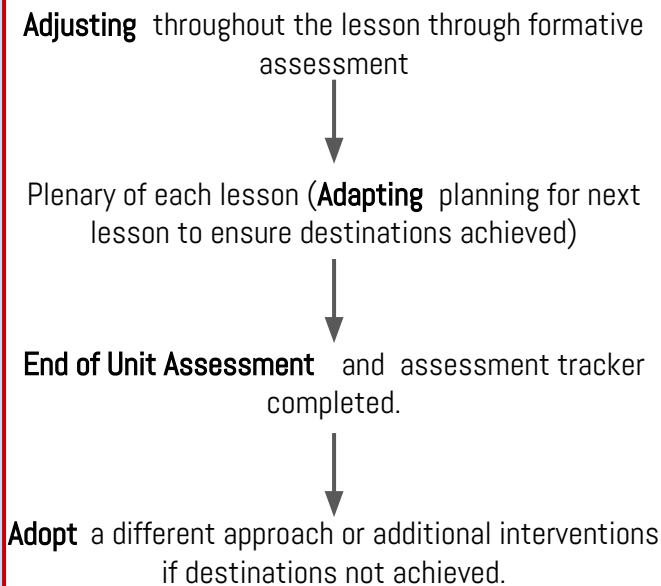 Adjusting throughout the lesson through formative
assessment
Plenary of each lesson (Adapting planning for next
lesson to ensure destinations achieved)
End of Unit Assessment and assessment tracker
completed.
Adopt a different approach or additional interventions
if destinations not achieved.